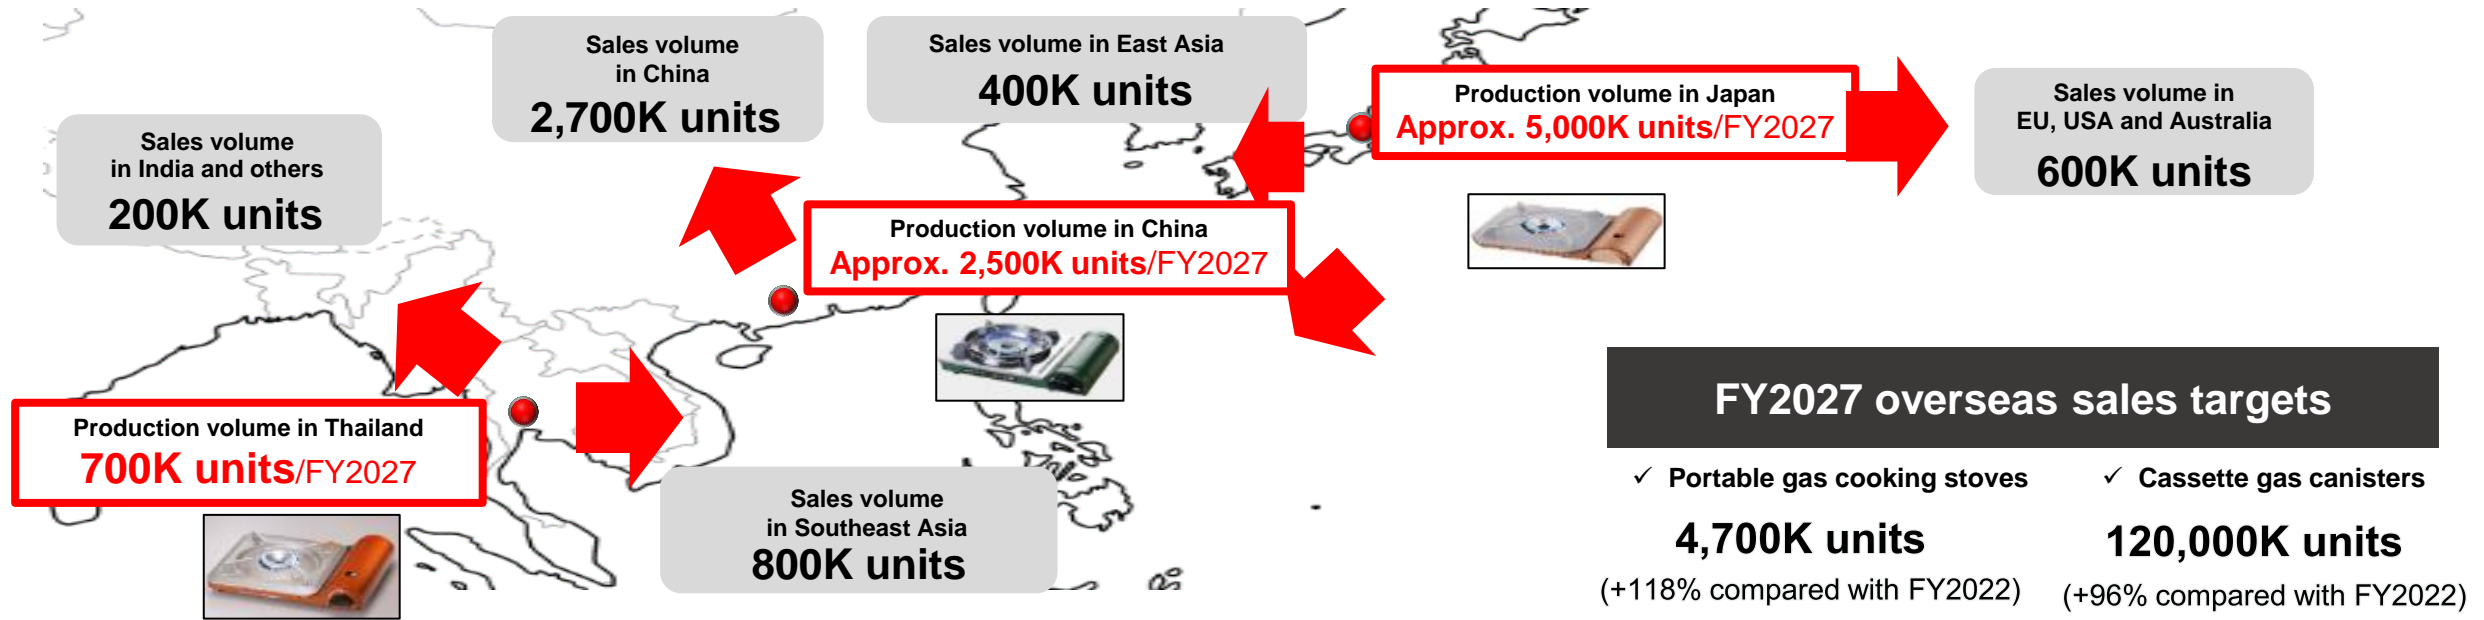 Sales volume
in China
2,700K units
Sales volume in East Asia
400K units
Production volume in Japan
Approx. 5,000K units/FY2027
Sales volume in
EU, USA and Australia
600K units
Sales volume
in India and others
200K units
Production volume in China
Approx. 2,500K units/FY2027
Production volume in Thailand
700K units/FY2027
Sales volume
in Southeast Asia
800K units
FY2027 overseas sales targets
✓ Portable gas cooking stoves
4,700K units
(+118% compared with FY2022)
✓ Cassette gas canisters
120,000K units
(+96% compared with FY2022)